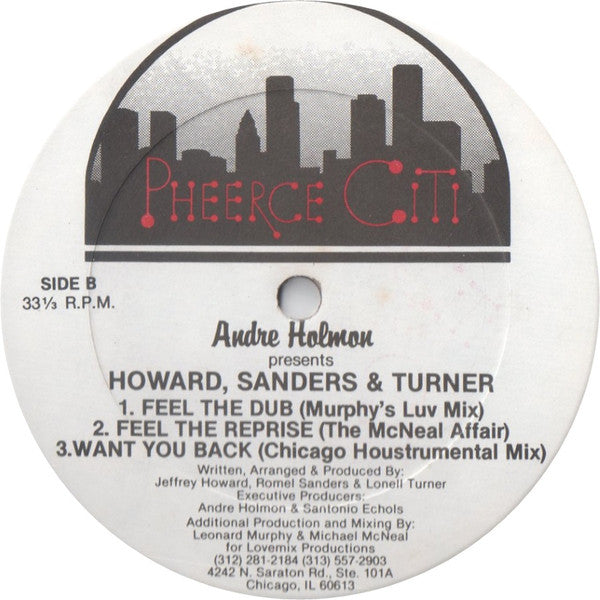 PHEERCE CITI
SIDE B
33⅓ R.P.M.
Andre Holmon
presents
HOWARD, SANDERS & TURNER
1. FEEL THE DUB (Murphy's Luv Mix)
2. FEEL THE REPRISE (The McNeal Affair)
3.WANT YOU BACK (Chicago Houstrumental Mix)
Written, Arranged & Produced By:
Jeffrey Howard, Romel Sanders & Lonell Turner
Executive Producers:
Andre Holmon & Santonio Echols
Additional Production and Mixing By:
Leonard Murphy & Michael McNeal
for Lovemix Productions
(312) 281-2184 (313) 557-2903
4242 N. Saraton Rd., Ste. 101A
Chicago, IL 60613